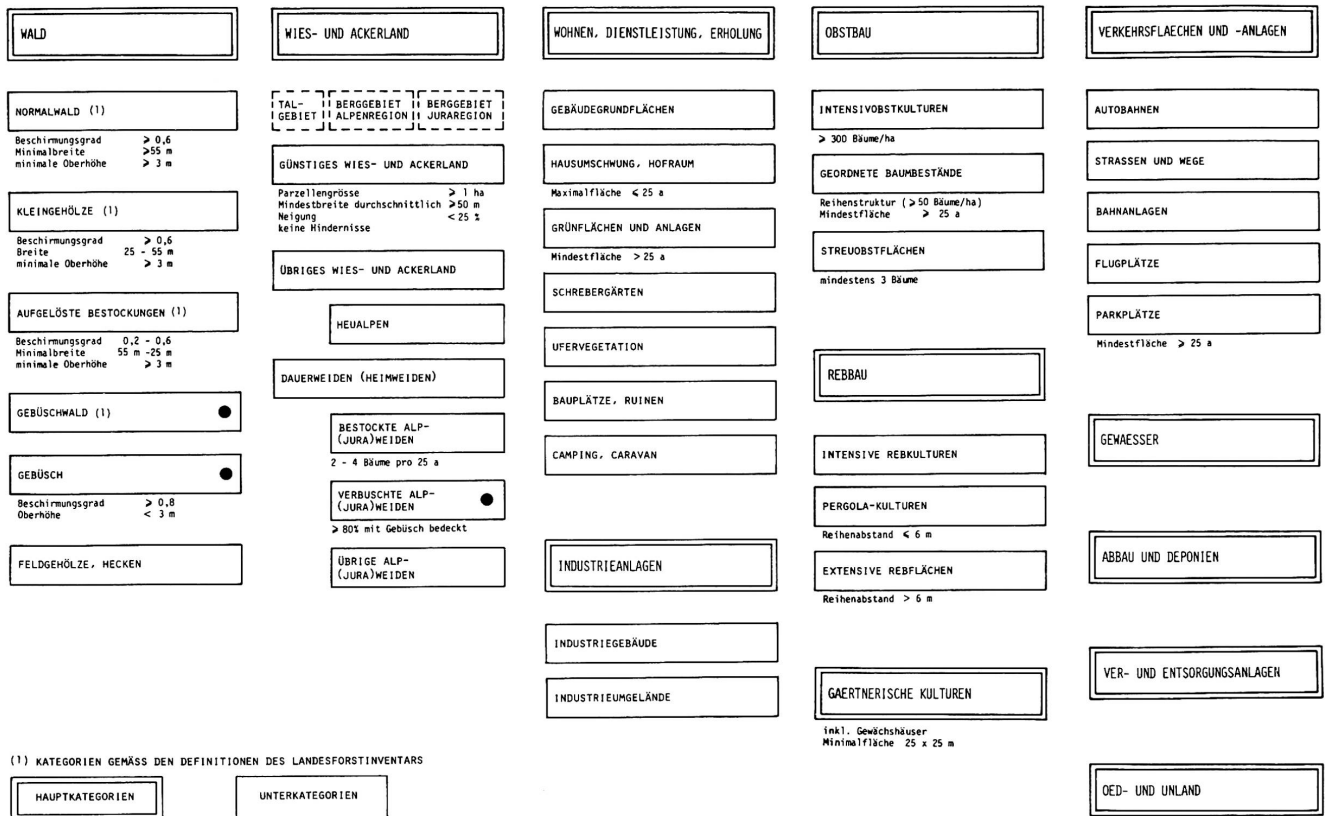 WALD
NORMALWALD (1)
Beschirmungsgrad ⩾ 0,6
Minimalbreite ⩾55 m
minimale Oberhöhe ⩾ 3 m
KLEINGEHÖLZE (1)
Beschirmungsgrad ⩾ 0,6
Breite 25 - 55 m
minimale Oberhöhe ⩾ 3 m
AUFGELÖSTE BESTOCKUNGEN (1)
Beschirmungsgrad 0,2 - 0,6
Minimalbreite 55 m -25 m
minimale Oberhöhe ⩾ 3 m
GEBÜSCHWALD (1)
GEBÜSCH
Beschirmungsgrad ⩾ 0,8
Oberhöhe < 3 m
FELDGEHÖLZE, HECKEN
WIES- UND ACKERLAND
TAL-
GEBIET
BERGGEBIET
ALPENREGION
BERGGEBIET
JURAREGION
GÜNSTIGES WIES- UND ACKERLAND
Parzellengrösse ⩾ 1 ha
Mindestbreite durchschnittlich ⩾50 m
Neigung <25 %
keine Hindernisse
ÜBRIGES WIES- UND ACKERLAND
HEUALPEN
DAUERWEIDEN (HEIMWEIDEN)
BESTOCKTE ALP-
(JURA)WEIDEN
2 - 4 Bäume pro 25 a
VERBUSCHTE ALP-
(JURA)WEIDEN
⩾ 80% mit Gebüsch bedeckt
ÜBRIGE ALP-
(JURA)WEIDEN
WOHNEN, DIENSTLEISTUNG, ERHOLUNG
GEBÄUDEGRUNDFLÄCHEN
HAUSUMSCHWUNG, HOFRAUM
Maximalfläche ⩽ 25 a
GRÜNFLÄCHEN UND ANLAGEN
Mindestfläche > 25 a
SCHREBERGÄRTEN
UFERVEGETATION
BAUPLÄTZE, RUINEN
CAMPING, CARAVAN
INDUSTRIEANLAGEN
INDUSTRIEGEBÄUDE
INDUSTRIEUMGELÄNDE
OBSTBAU
INTENSIVOBSTKULTUREN
⩾ 300 Bäume/ha
GEORDNETE BAUMBESTÄNDE
Reihenstruktur (⩾50 Bäume/ha)
Mindestfläche ⩾ 25 a
STREUOBSTFLÄCHEN
mindestens 3 Bäume
REBBAU
INTENSIVE REBKULTUREN
PERGOLA-KULTUREN
Reihenabstand ⩽ 6 m
EXTENSIVE REBFLÄCHEN
Reihenabstand > 6 m
GAERTNERISCHE KULTUREN
inkl. Gewächshäuser
Minimalfläche 25 x 25 m
VERKEHRSFLAECHEN UND -ANLAGEN
AUTOBAHNEN
STRASSEN UND WEGE
BAHNANLAGEN
FLUGPLÄTZE
PARKPLÄTZE
Mindestfläche ⩾ 25 a
GEWAESSER
ABBAU UND DEPONIEN
VER- UND ENTSORGUNGSANLAGEN
OED- UND UNLAND
(1) KATEGORIEN GEMÄSS DEN DEFINITIONEN DES LANDESFORSTINVENTARS
HAUPTKATEGORIEN
UNTERKATEGORIEN